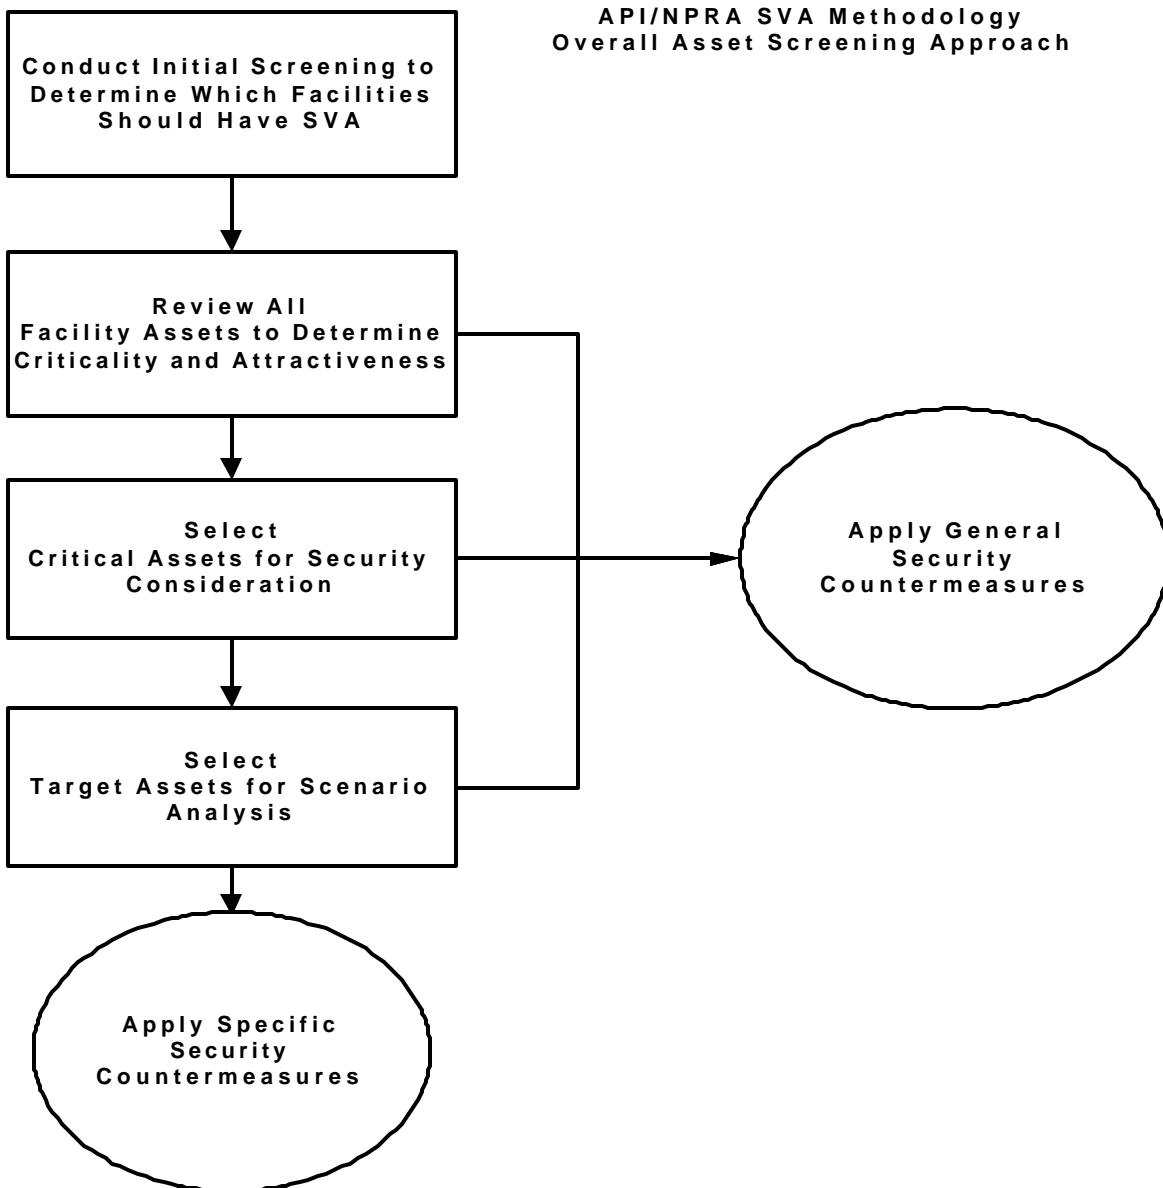 API/NPRA SVA Methodology
Overall Asset Screening Approach
Conduct Initial Screening to
Determine Which Facilities
Should Have SVA
Review All
Facility Assets to Determine
Criticality and Attractiveness
Select
Critical Assets for Security
Consideration
Apply General
Security
Countermeasures
Select
Target Assets for Scenario
Analysis
Apply Specific
Security
Countermeasures